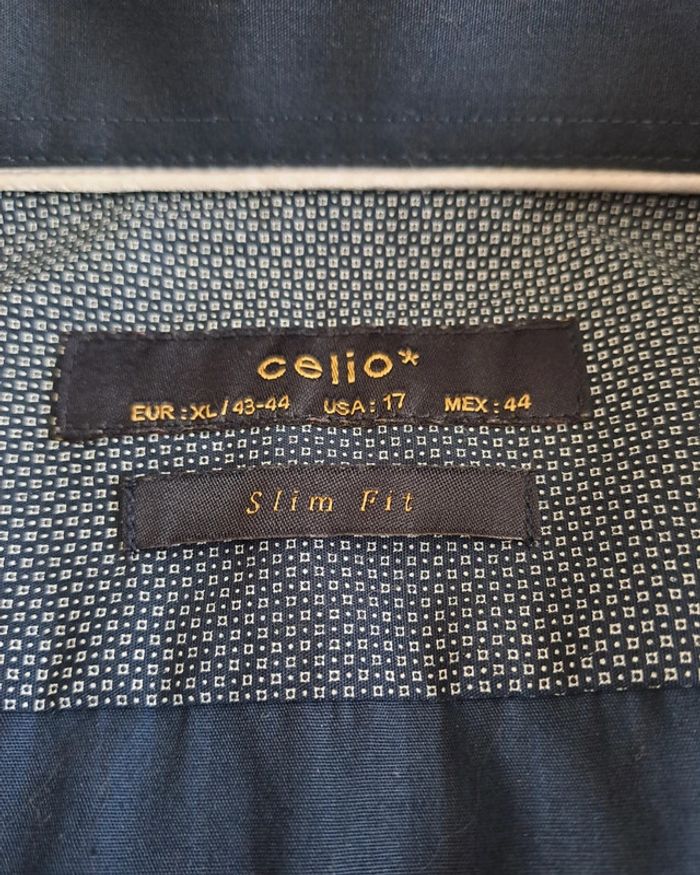 celio*
EUR : XL / 43-44 USA : 17 MEX : 44
Slim Fit